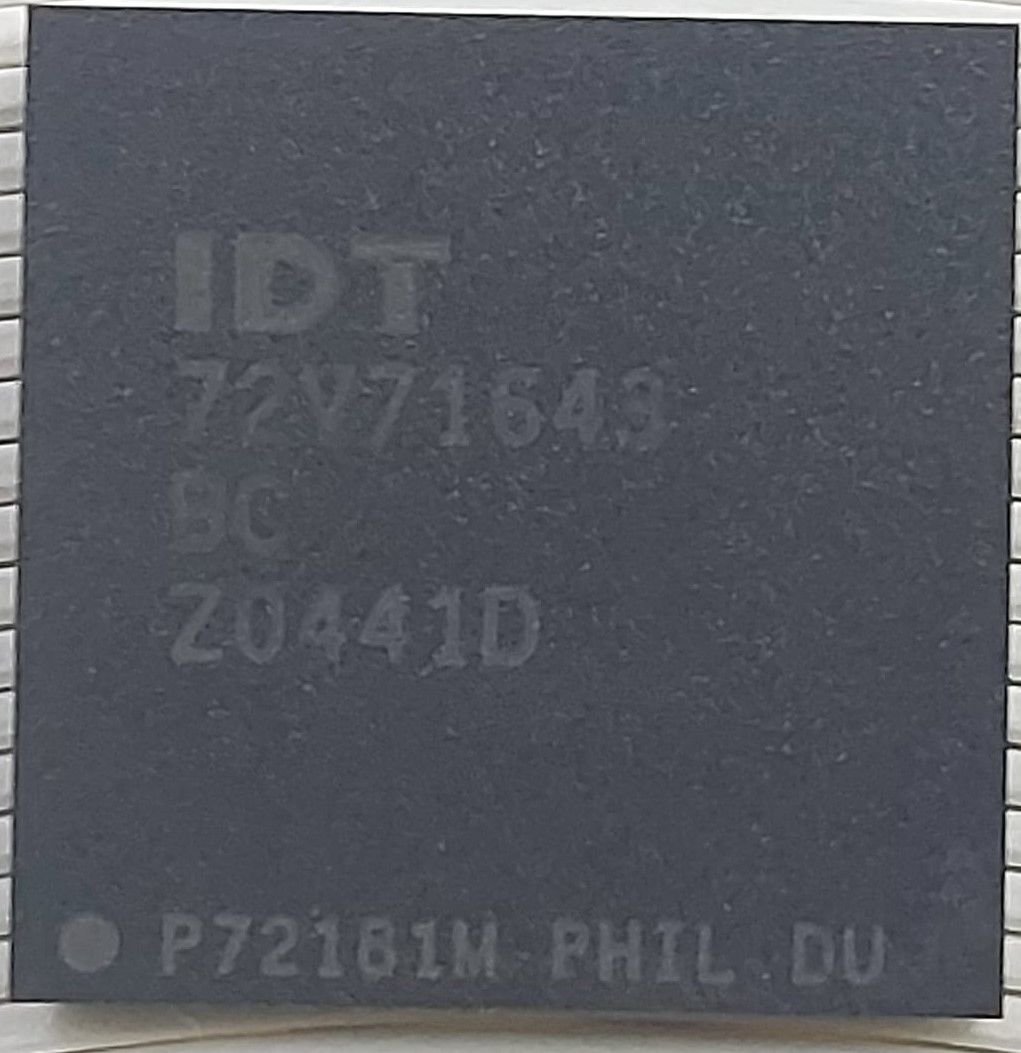 IDT
72V71643
BC
Z0441D
P72181M PHIL DU